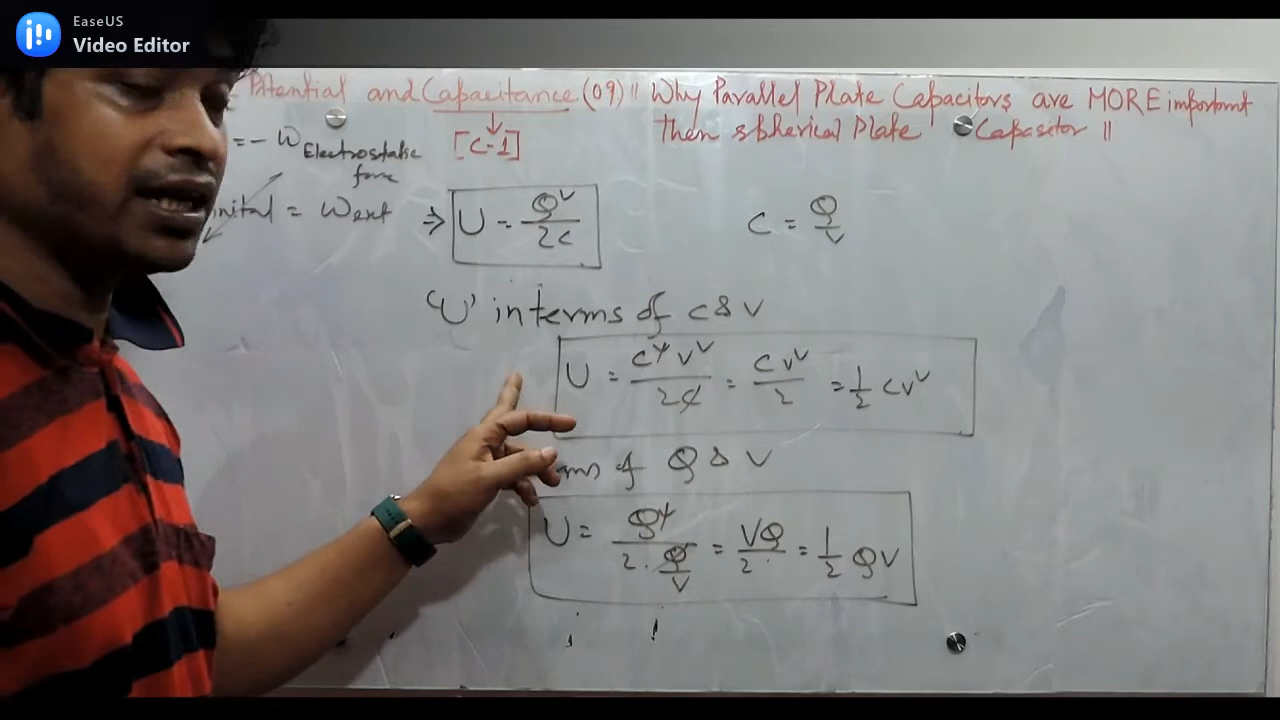 EaseUS
Video Editor
Potential and Capacitance (09) || Why Parallel Plate Capacitors are MORE important
then spherical Plate Capacitor ||
[C-1]
= - W Electrostatic
force
= Wext ⇒ U = Q²/2C
C = Q/V
'U' in terms of C & V
U = C²V²/2C = CV²/2 = 1/2 CV²
of Q & V
U = Q²/2·Q/V = VQ/2 = 1/2 QV